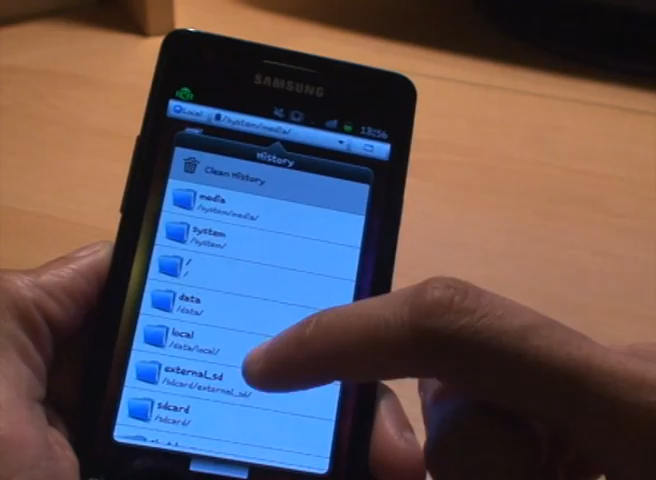 SAMSUNG
13:56
Local
/system/media/
History
Clean History
media
/system/media/
system
/system/
/
/
data
/data/
local
/data/local/
external_sd
/sdcard/external_sd/
sdcard
/sdcard/